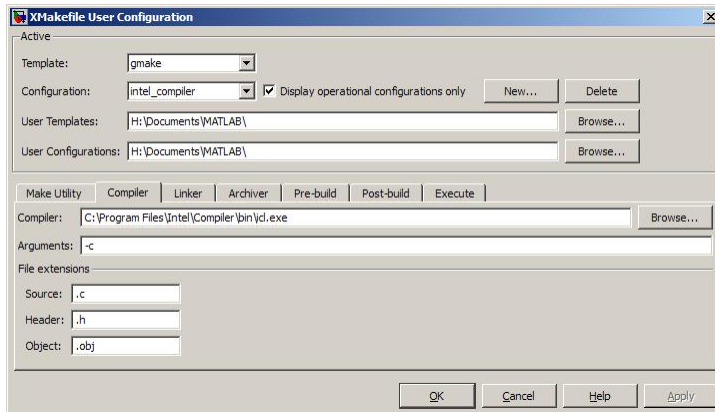 XMakefile User Configuration
Active
Template: gmake
Configuration: intel_compiler Display operational configurations only New... Delete
User Templates: H:\Documents\MATLAB\ Browse...
User Configurations: H:\Documents\MATLAB\ Browse...
Make Utility Compiler Linker Archiver Pre-build Post-build Execute
Compiler: C:\Program Files\Intel\Compiler\bin\icl.exe Browse...
Arguments: -c
File extensions
Source: .c
Header: .h
Object: .obj
OK Cancel Help Apply